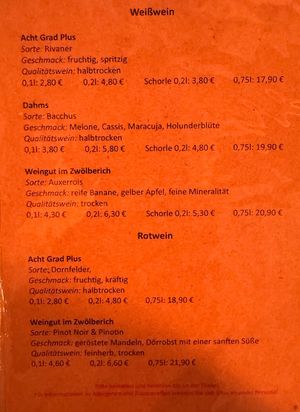 Weißwein
Acht Grad Plus
Sorte: Rivaner
Geschmack: fruchtig, spritzig
Qualitätswein: halbtrocken
0,1l: 2,80 € 0,2l: 4,80 € Schorle 0,2l: 3,80 € 0,75l: 17,90 €
Dahms
Sorte: Bacchus
Geschmack: Melone, Cassis, Maracuja, Holunderblüte
Qualitätswein: halbtrocken
0,1l: 3,80 € 0,2l: 5,80 € Schorle 0,2l: 4,80 € 0,75l: 19,90 €
Weingut im Zwölberich
Sorte: Auxerrois
Geschmack: reife Banane, gelber Apfel, feine Mineralität
Qualitätswein: trocken
0,1l: 4,30 € 0,2l: 6,30 € Schorle 0,2l: 5,30 € 0,75l: 20,90 €
Rotwein
Acht Grad Plus
Sorte: Dornfelder,
Geschmack: fruchtig, kräftig
Qualitätswein: halbtrocken
0,1l: 2,80 € 0,2l: 4,80 € 0,75l: 18,90 €
Weingut im Zwölberich
Sorte: Pinot Noir & Pinotin
Geschmack: geröstete Mandeln, Dörrobst mit einer sanften Süße
Qualitätswein: feinherb, trocken
0,1l: 4,60 € 0,2l: 6,60 € 0,75l: 21,90 €